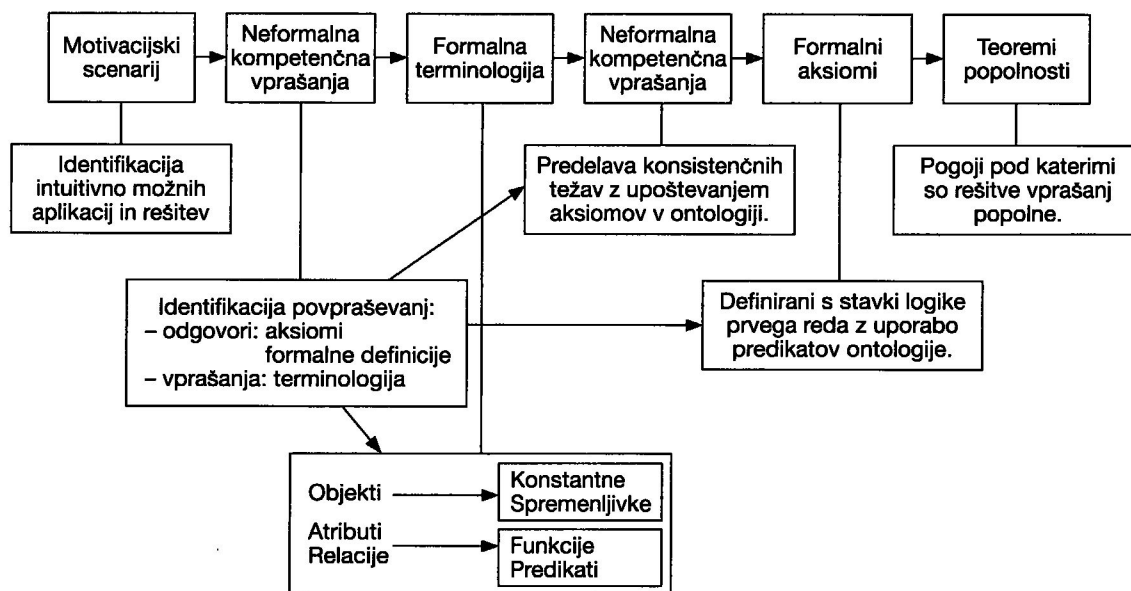 Motivacijski
scenarij
Neformalna
kompetenčna
vprašanja
Formalna
terminologija
Neformalna
kompetenčna
vprašanja
Formalni
aksiomi
Teoremi
popolnosti
Identifikacija
intuitivno možnih
aplikacij in rešitev
Predelava konsistenčnih
težav z upoštevanjem
aksiomov v ontologiji.
Pogoji pod katerimi
so rešitve vprašanj
popolne.
Identifikacija povpraševanj:
– odgovori: aksiomi
formalne definicije
– vprašanja: terminologija
Definirani s stavki logike
prvega reda z uporabo
predikatov ontologije.
Objekti
Konstantne
Spremenljivke
Atributi
Relacije
Funkcije
Predikati